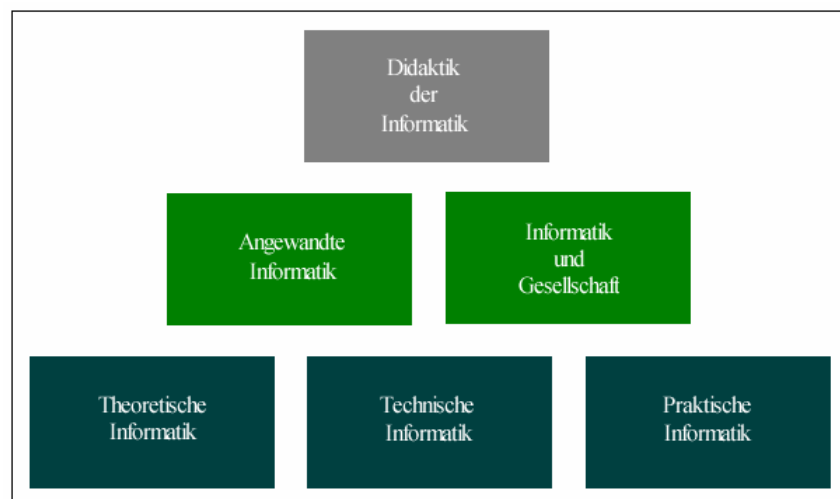 Didaktik
der
Informatik
Angewandte
Informatik
Informatik
und
Gesellschaft
Theoretische
Informatik
Technische
Informatik
Praktische
Informatik